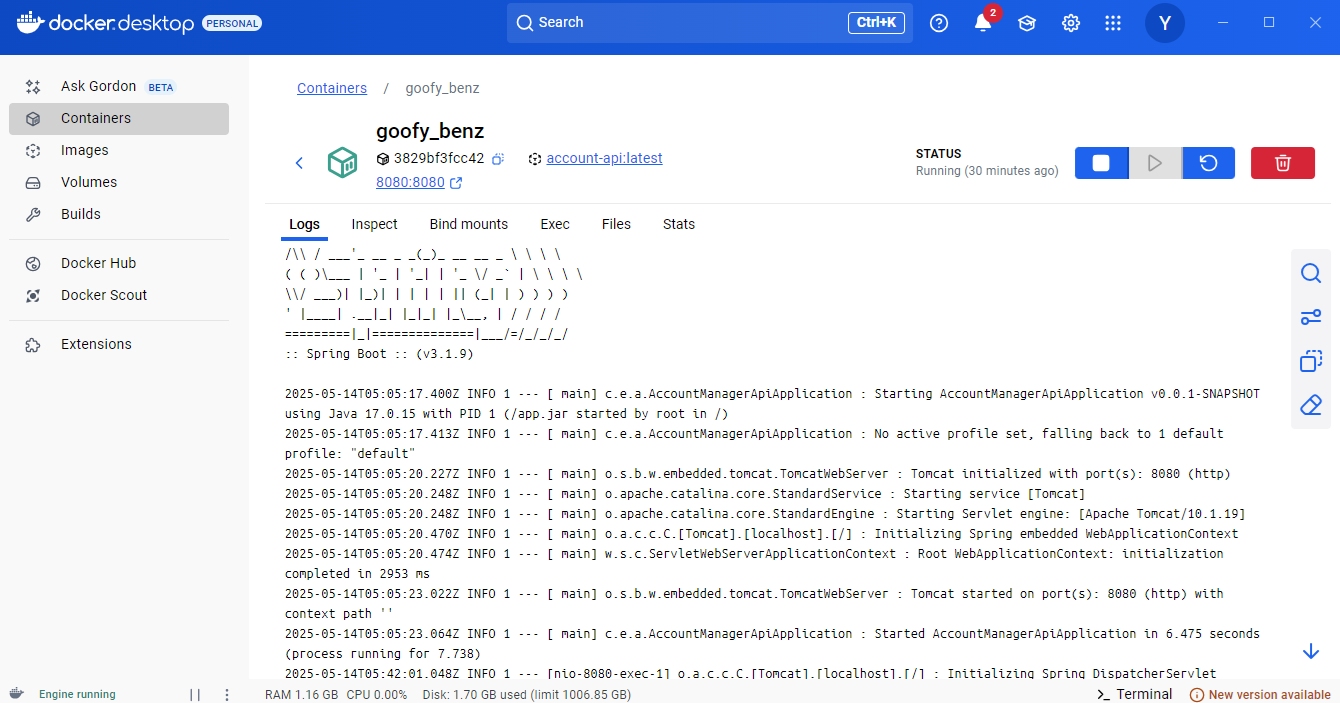 docker.desktop PERSONAL Search Ctrl+K 2 Y
Ask Gordon BETA
Containers
Images
Volumes
Builds
Docker Hub
Docker Scout
Extensions
Containers / goofy_benz
goofy_benz
3829bf3fcc42 account-api:latest
8080:8080
STATUS
Running (30 minutes ago)
Logs Inspect Bind mounts Exec Files Stats
/\\ / ___'_ __ _ _(_)_ __ __ _ \ \ \ \
( ( )\___ | '_ | '_| | '_ \/ _` | \ \ \ \
\\/ ___)| |_)| | | | | || (_| | ) ) ) )
' |____| .__|_| |_|_| |_\__, | / / / /
=========|_|==============|___/=/_/_/_/
:: Spring Boot :: (v3.1.9)
2025-05-14T05:05:17.400Z INFO 1 --- [ main] c.e.a.AccountManagerApiApplication : Starting AccountManagerApiApplication v0.0.1-SNAPSHOT
using Java 17.0.15 with PID 1 (/app.jar started by root in /)
2025-05-14T05:05:17.413Z INFO 1 --- [ main] c.e.a.AccountManagerApiApplication : No active profile set, falling back to 1 default
profile: "default"
2025-05-14T05:05:20.227Z INFO 1 --- [ main] o.s.b.w.embedded.tomcat.TomcatWebServer : Tomcat initialized with port(s): 8080 (http)
2025-05-14T05:05:20.248Z INFO 1 --- [ main] o.apache.catalina.core.StandardService : Starting service [Tomcat]
2025-05-14T05:05:20.248Z INFO 1 --- [ main] o.apache.catalina.core.StandardEngine : Starting Servlet engine: [Apache Tomcat/10.1.19]
2025-05-14T05:05:20.470Z INFO 1 --- [ main] o.a.c.c.C.[Tomcat].[localhost].[/] : Initializing Spring embedded WebApplicationContext
2025-05-14T05:05:20.474Z INFO 1 --- [ main] w.s.c.ServletWebServerApplicationContext : Root WebApplicationContext: initialization
completed in 2953 ms
2025-05-14T05:05:23.022Z INFO 1 --- [ main] o.s.b.w.embedded.tomcat.TomcatWebServer : Tomcat started on port(s): 8080 (http) with
context path ''
2025-05-14T05:05:23.064Z INFO 1 --- [ main] c.e.a.AccountManagerApiApplication : Started AccountManagerApiApplication in 6.475 seconds
(process running for 7.738)
2025-05-14T05:42:01.048Z INFO 1 --- [nio-8080-exec-1] o.a.c.c.C.[Tomcat].[localhost].[/] : Initializing Spring DispatcherServlet
Engine running RAM 1.16 GB CPU 0.00% Disk: 1.70 GB used (limit 1006.85 GB) >_ Terminal New version available